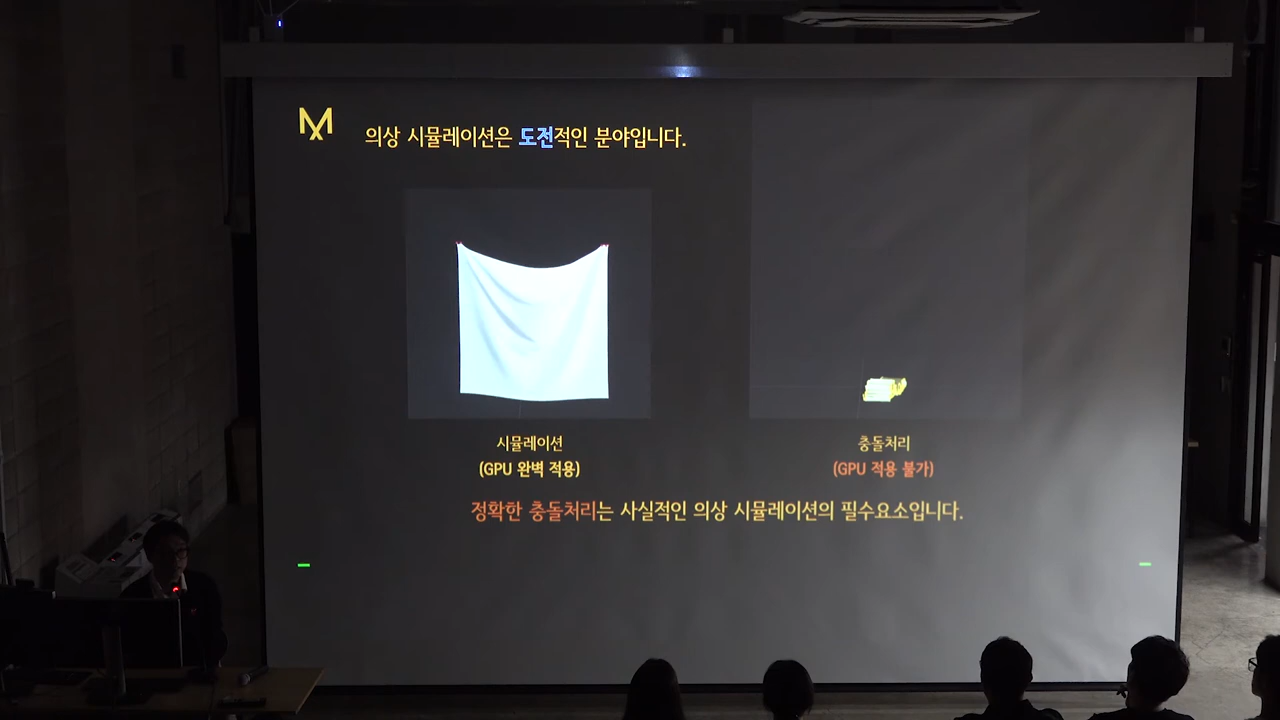 의상 시뮬레이션은 도전적인 분야입니다.
시뮬레이션
(GPU 완벽 적용)
충돌처리
(GPU 적용 불가)
정확한 충돌처리는 사실적인 의상 시뮬레이션의 필수요소입니다.